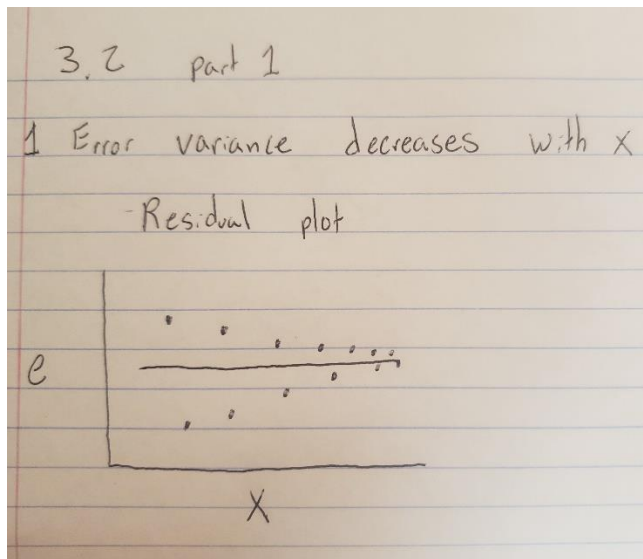 3.2 part 1
1 Error variance decreases with x
- Residual plot
e
X